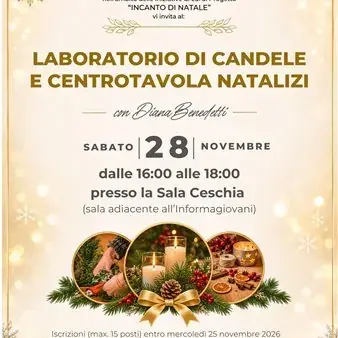 "INCANTO DI NATALE"
vi invita al:
LABORATORIO DI CANDELE
E CENTROTAVOLA NATALIZI
con Diana Benedetti
SABATO | 28 | NOVEMBRE
dalle 16:00 alle 18:00
presso la Sala Ceschia
(sala adiacente all'Informagiovani)
Iscrizioni (max. 15 posti) entro mercoledì 25 novembre 2026